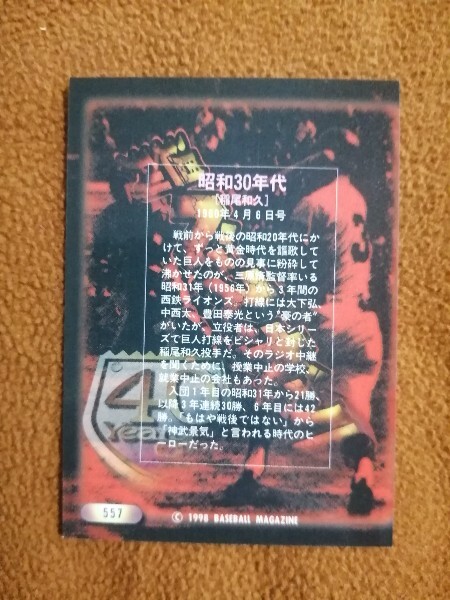 昭和30年代
［稲尾和久］
1960年4月6日号
戦前から戦後の昭和20年代にか
けて、ずっと黄金時代を謳歌して
いた巨人をものの見事に粉砕して
沸かせたのが、三原脩監督率いる
昭和31年（1956年）から3年間の
西鉄ライオンズ。打線には大下弘、
中西太、豊田泰光という“豪の者”
がいたが、立役者は、日本シリー
ズで巨人打線をピシャリと封じた
稲尾和久投手だ。そのラジオ中継
を聞くために、授業中止の学校、
就業中止の会社もあった。
入団1年目の昭和31年から21勝、
以降3年連続30勝、6年目には42
勝。「もはや戦後ではない」から
「神武景気」と言われる時代のヒ
ーローだった。
4
Year
557
© 1998 BASEBALL MAGAZINE